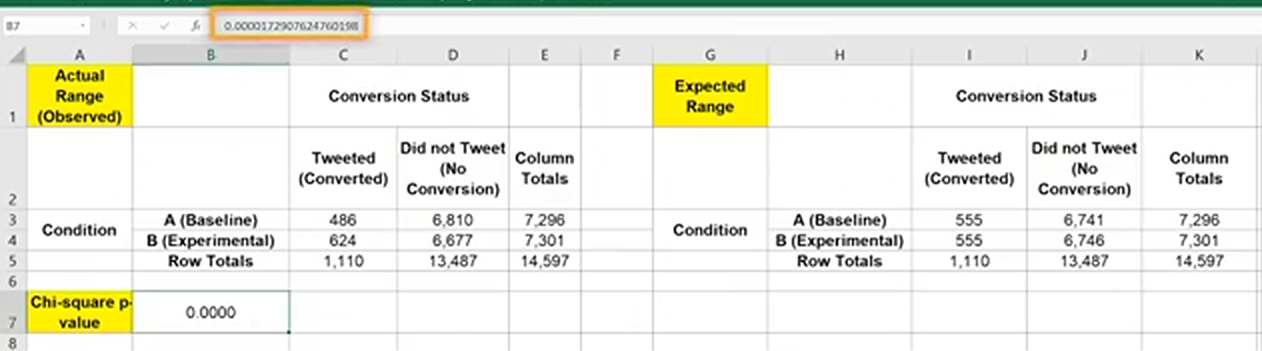 B7 fx 0.0000172907624760198
A B C D E F G H I J K
1 Actual Range (Observed) Conversion Status Expected Range Conversion Status
2 Tweeted (Converted) Did not Tweet (No Conversion) Column Totals Tweeted (Converted) Did not Tweet (No Conversion) Column Totals
3 Condition A (Baseline) 486 6,810 7,296 Condition A (Baseline) 555 6,741 7,296
4 B (Experimental) 624 6,677 7,301 B (Experimental) 555 6,746 7,301
5 Row Totals 1,110 13,487 14,597 Row Totals 1,110 13,487 14,597
6
7 Chi-square p-value 0.0000
8